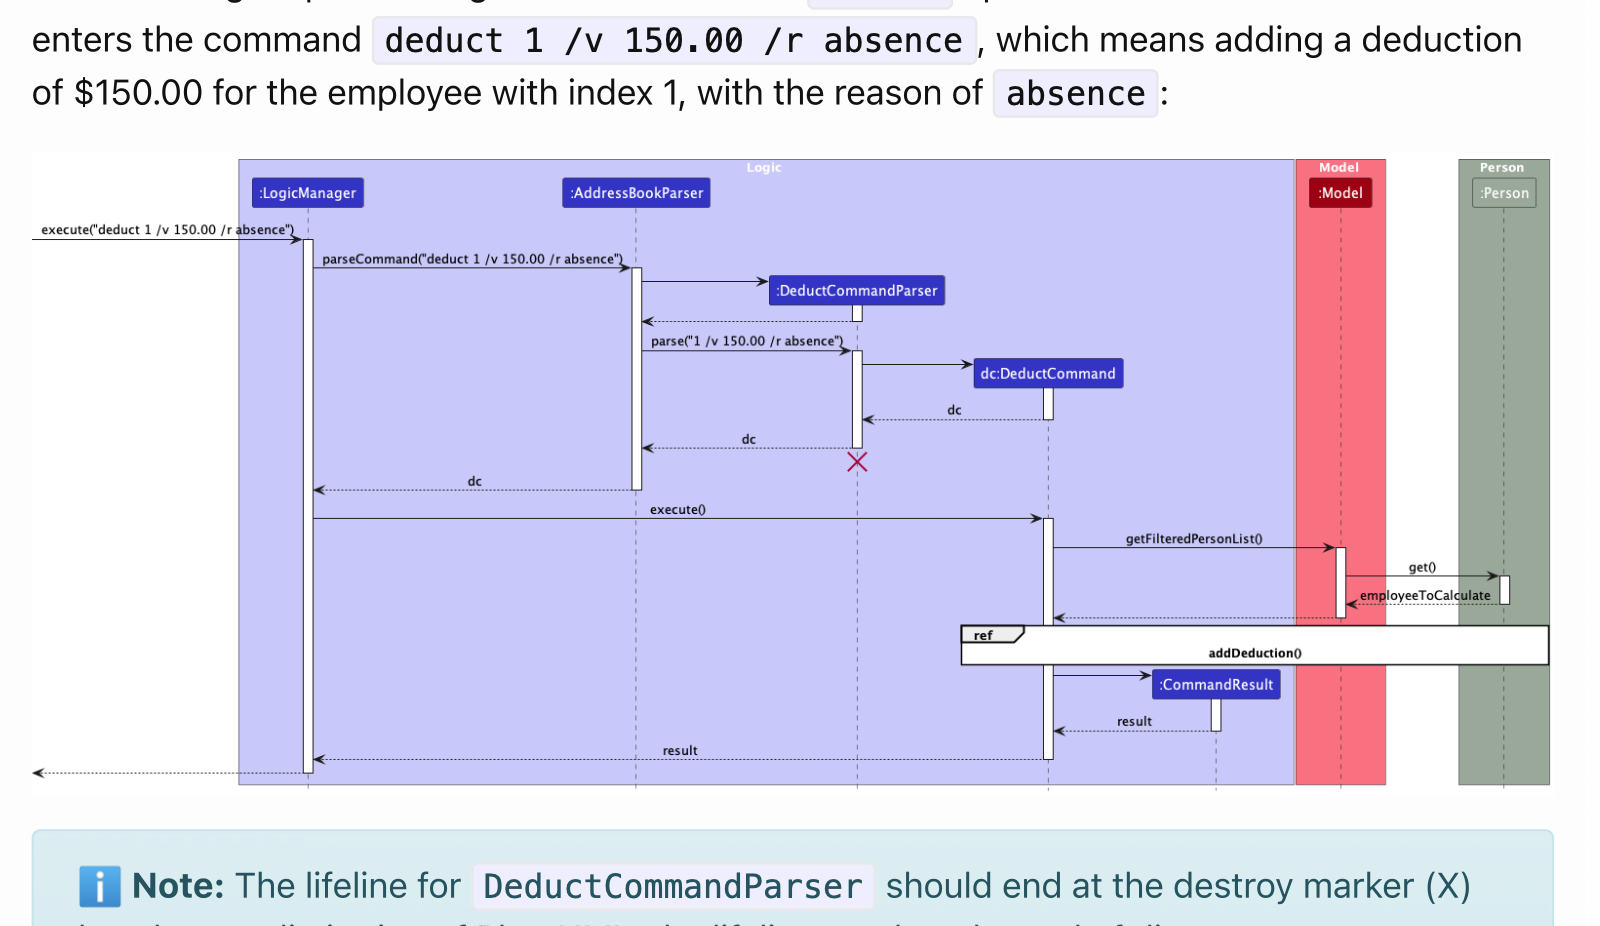 enters the command deduct 1 /v 150.00 /r absence, which means adding a deduction
of $150.00 for the employee with index 1, with the reason of absence:
Logic
Model
Person
:LogicManager
:AddressBookParser
:Model
:Person
execute("deduct 1 /v 150.00 /r absence")
parseCommand("deduct 1 /v 150.00 /r absence")
:DeductCommandParser
parse("1 /v 150.00 /r absence")
dc:DeductCommand
dc
dc
dc
execute()
getFilteredPersonList()
get()
employeeToCalculate
ref
addDeduction()
:CommandResult
result
result
Note: The lifeline for DeductCommandParser should end at the destroy marker (X)